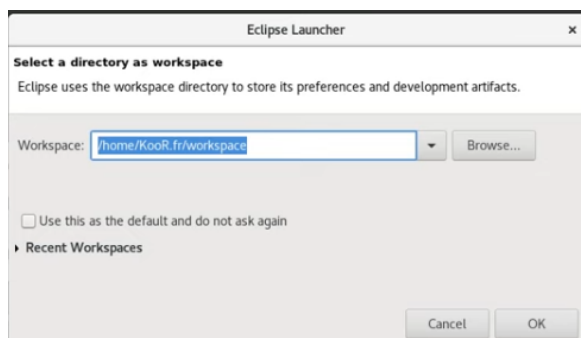 Eclipse Launcher
Select a directory as workspace
Eclipse uses the workspace directory to store its preferences and development artifacts.
Workspace: /home/KooR.fr/workspace Browse...
Use this as the default and do not ask again
Recent Workspaces
Cancel OK